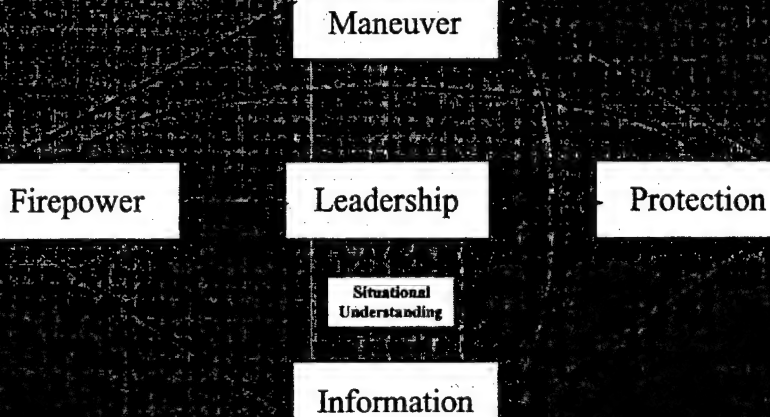 Maneuver
Firepower
Leadership
Protection
Situational
Understanding
Information